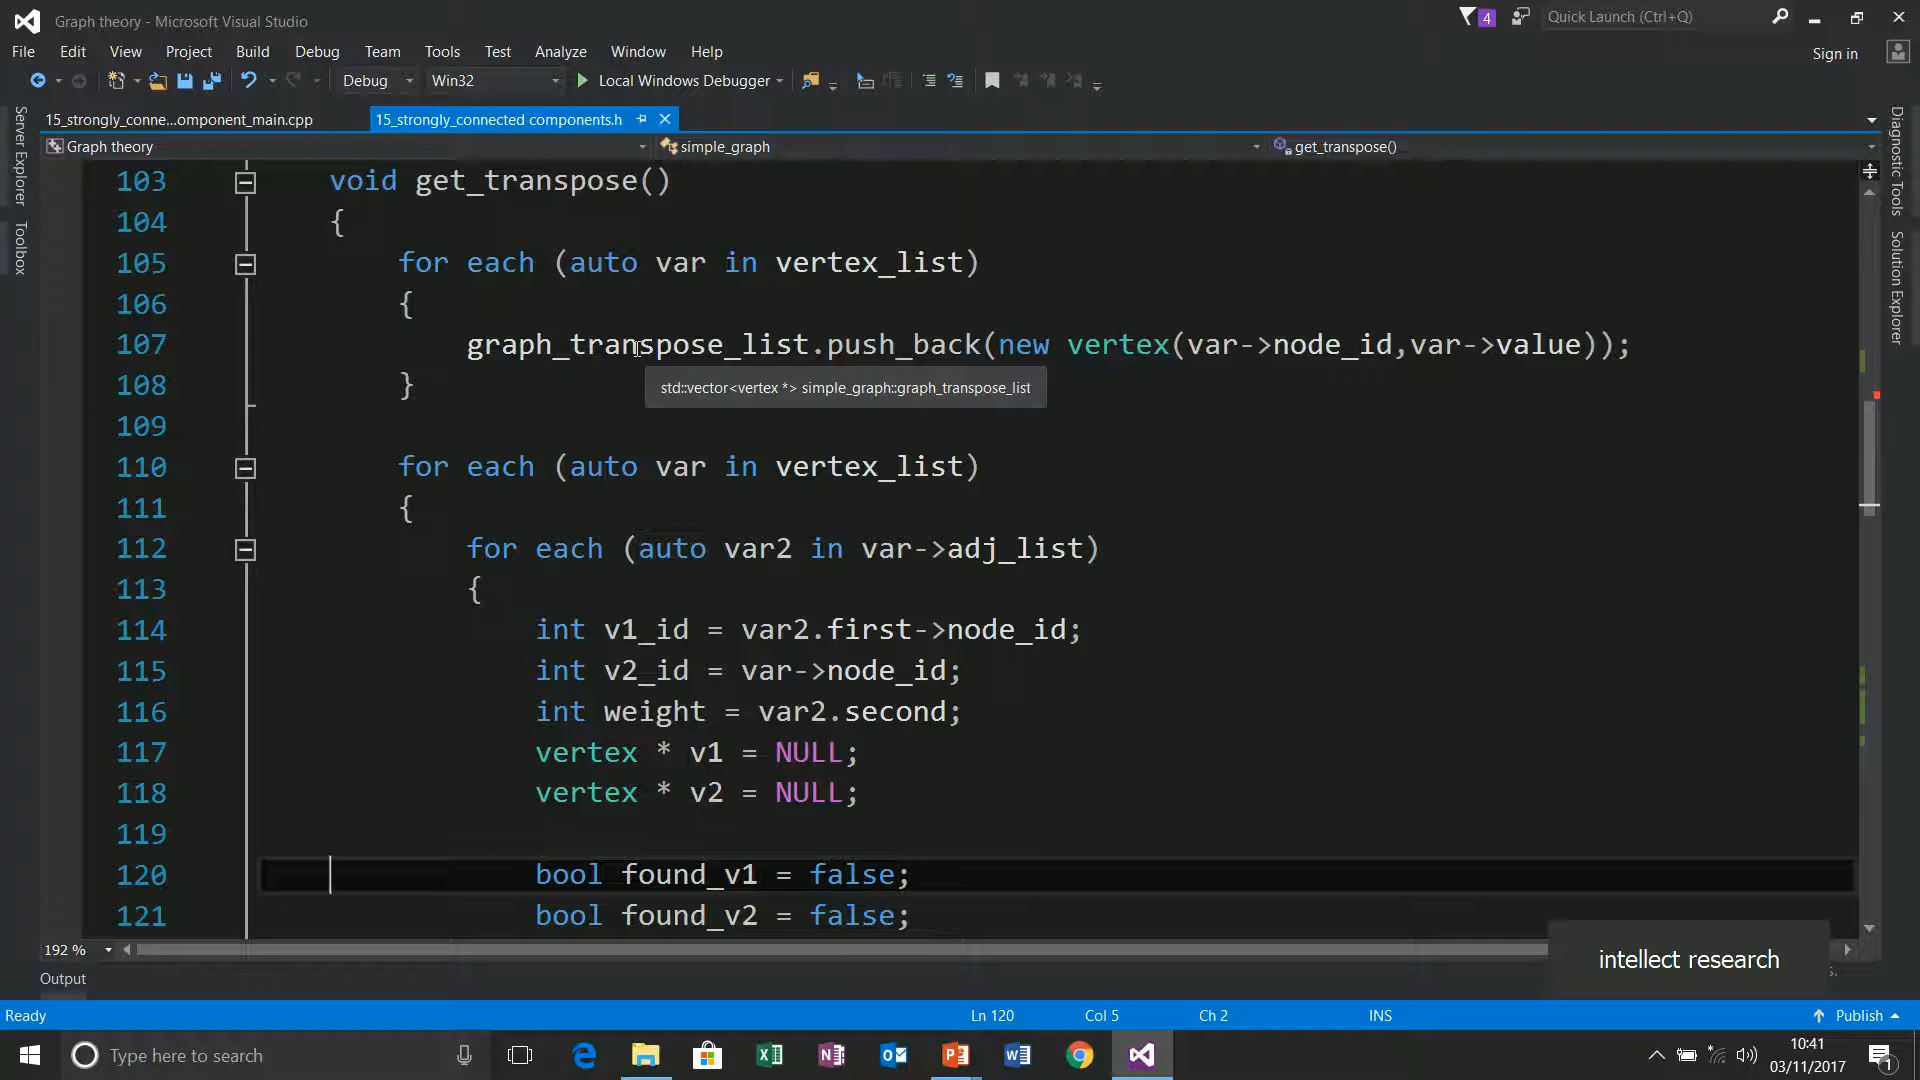 Graph theory - Microsoft Visual Studio
4
Quick Launch (Ctrl+Q)
File Edit View Project Build Debug Team Tools Test Analyze Window Help
Sign in
Debug Win32 Local Windows Debugger
15_strongly_conne...omponent_main.cpp 15_strongly_connected components.h
Graph theory simple_graph get_transpose()
Server Explorer
Toolbox
Diagnostic Tools
Solution Explorer
103 void get_transpose()
104 {
105 for each (auto var in vertex_list)
106 {
107 graph_transpose_list.push_back(new vertex(var->node_id,var->value));
std::vector<vertex *> simple_graph::graph_transpose_list
108 }
109
110 for each (auto var in vertex_list)
111 {
112 for each (auto var2 in var->adj_list)
113 {
114 int v1_id = var2.first->node_id;
115 int v2_id = var->node_id;
116 int weight = var2.second;
117 vertex * v1 = NULL;
118 vertex * v2 = NULL;
119
120 bool found_v1 = false;
121 bool found_v2 = false;
192 %
intellect research
Output
Ready Ln 120 Col 5 Ch 2 INS Publish
Type here to search
10:41
03/11/2017
1